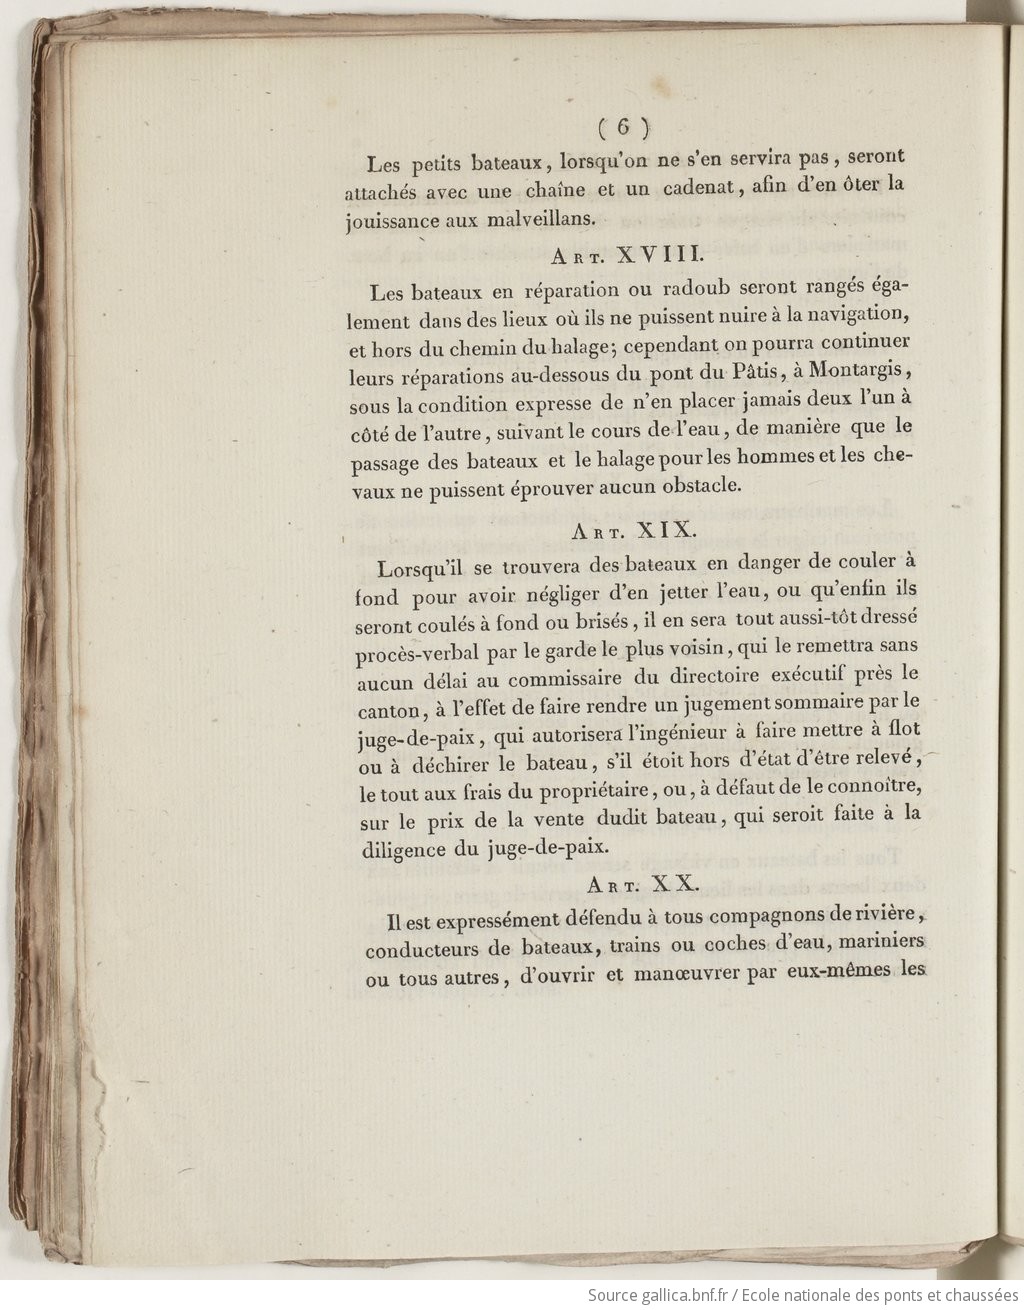 ( 6 )
Les petits bateaux, lorsqu'on ne s'en servira pas, seront
attachés avec une chaîne et un cadenat, afin d'en ôter la
jouissance aux malveillans.
ART. XVIII.
Les bateaux en réparation ou radoub seront rangés éga-
lement dans des lieux où ils ne puissent nuire à la navigation,
et hors du chemin du halage; cependant on pourra continuer
leurs réparations au-dessous du pont du Pâtis, à Montargis,
sous la condition expresse de n'en placer jamais deux l'un à
côté de l'autre, suivant le cours de l'eau, de manière que le
passage des bateaux et le halage pour les hommes et les che-
vaux ne puissent éprouver aucun obstacle.
ART. XIX.
Lorsqu'il se trouvera des bateaux en danger de couler à
fond pour avoir négliger d'en jetter l'eau, ou qu'enfin ils
seront coulés à fond ou brisés, il en sera tout aussi-tôt dressé
procès-verbal par le garde le plus voisin, qui le remettra sans
aucun délai au commissaire du directoire exécutif près le
canton, à l'effet de faire rendre un jugement sommaire par le
juge-de-paix, qui autorisera l'ingénieur à faire mettre à flot
ou à déchirer le bateau, s'il étoit hors d'état d'être relevé,
le tout aux frais du propriétaire, ou, à défaut de le connoître,
sur le prix de la vente dudit bateau, qui seroit faite à la
diligence du juge-de-paix.
ART. XX.
Il est expressément défendu à tous compagnons de rivière,
conducteurs de bateaux, trains ou coches d'eau, mariniers
ou tous autres, d'ouvrir et manœuvrer par eux-mêmes les
Source gallica.bnf.fr / Ecole nationale des ponts et chaussées